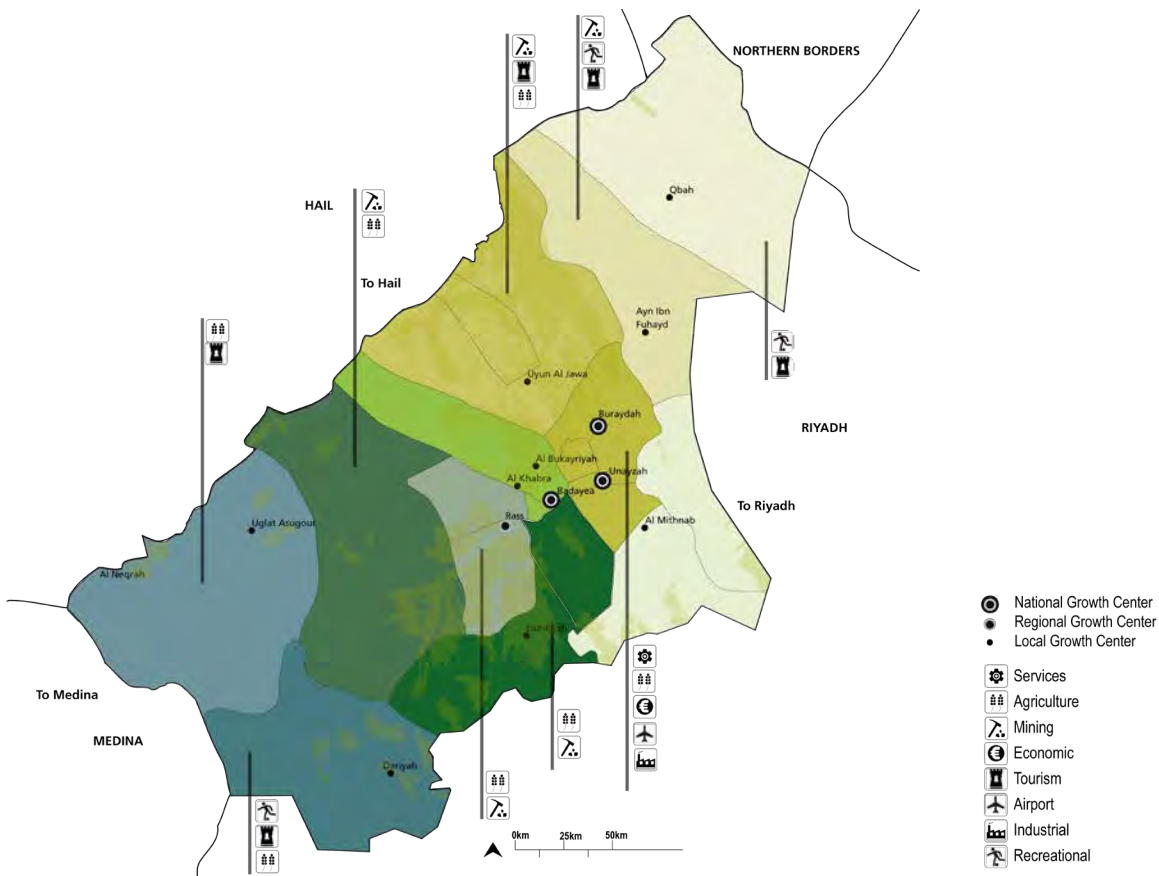 NORTHERN BORDERS
Qbah
HAIL
To Hail
Ayn Ibn
Fuhayd
Uyun Al Jawa
Buraydah
RIYADH
Al Bukayriyah
Unayzah
Al Khabra
Badayea
To Riyadh
Rass
Al Mithnab
Uglat Asugour
Al Neqrah
To Medina
MEDINA
Dariyah
National Growth Center
Regional Growth Center
Local Growth Center
Services
Agriculture
Mining
Economic
Tourism
Airport
Industrial
Recreational
0km 25km 50km